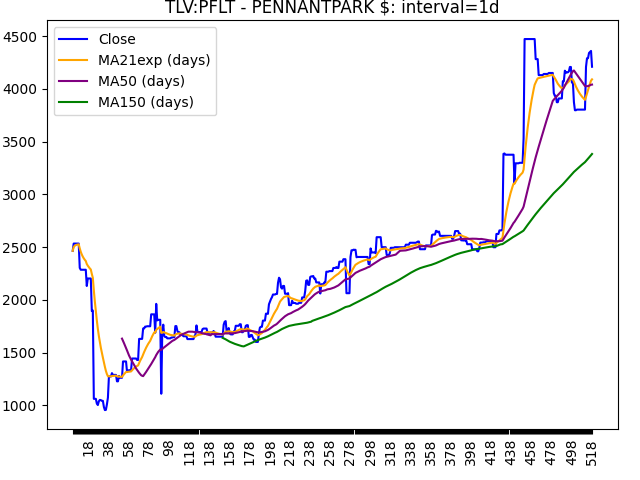 TLV:PFLT - PENNANTPARK $: interval=1d
Close
MA21exp (days)
MA50 (days)
MA150 (days)
4500
4000
3500
3000
2500
2000
1500
1000
18 38 58 78 98 118 138 158 178 198 218 238 258 278 298 318 338 358 378 398 418 438 458 478 498 518